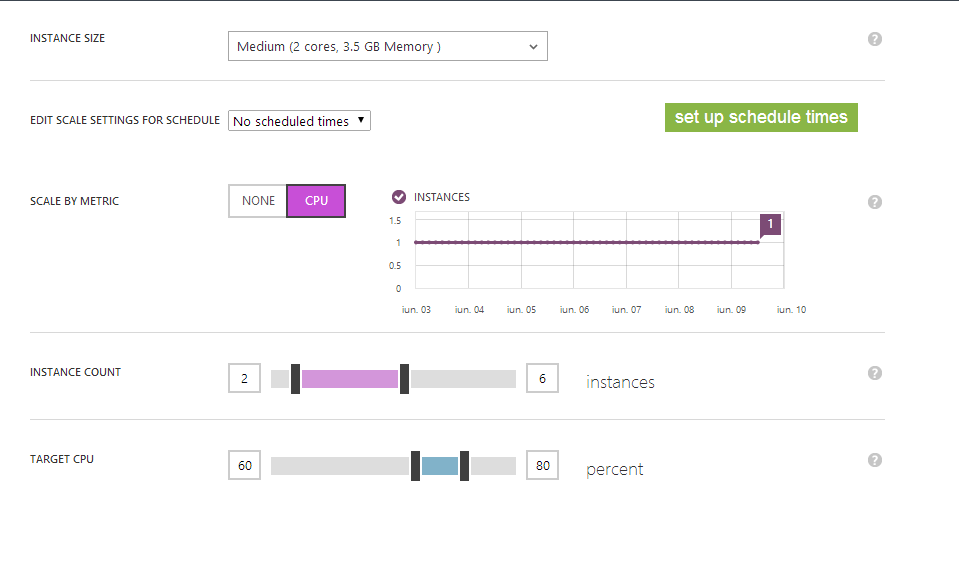 INSTANCE SIZE
Medium (2 cores, 3.5 GB Memory )
?
EDIT SCALE SETTINGS FOR SCHEDULE
No scheduled times
set up schedule times
SCALE BY METRIC
NONE
CPU
INSTANCES
?
1.5
1
0.5
0
1
iun. 03
iun. 04
iun. 05
iun. 06
iun. 07
iun. 08
iun. 09
iun. 10
INSTANCE COUNT
2
6
instances
?
TARGET CPU
60
80
percent
?